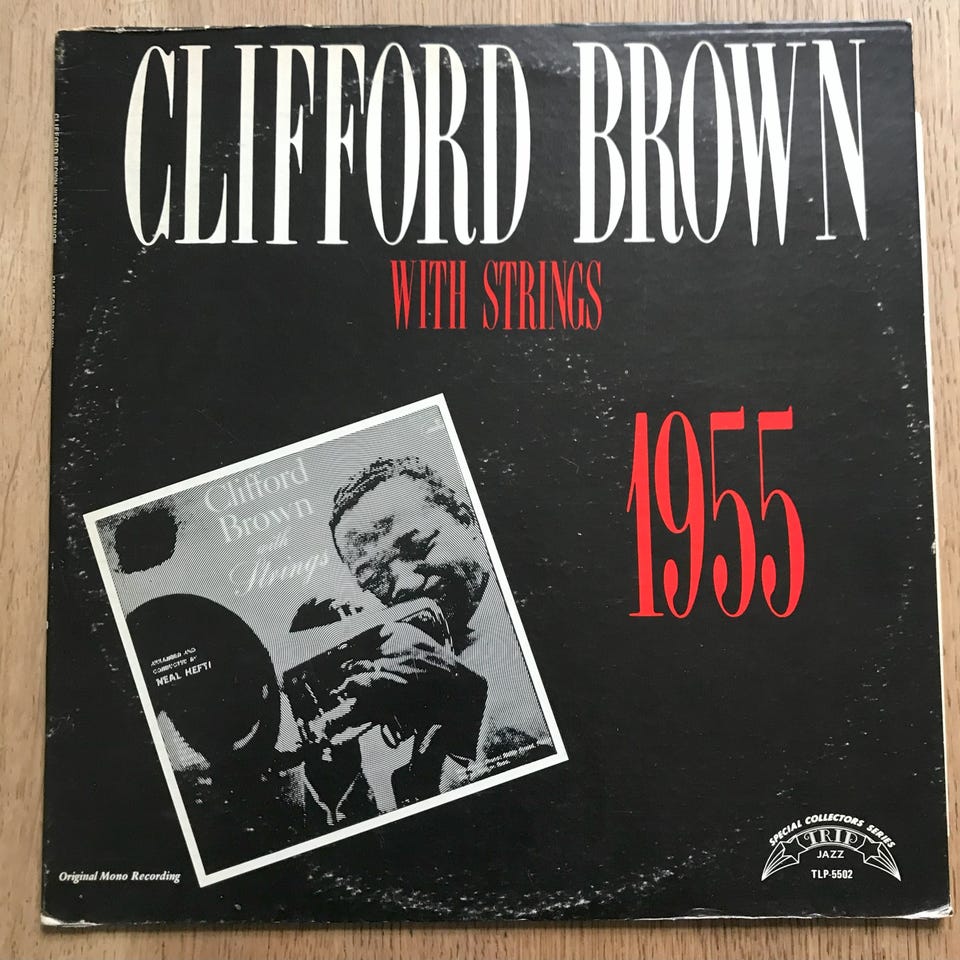 CLIFFORD BROWN
WITH STRINGS
1955
Clifford
Brown
with
Strings
ARRANGED AND
CONDUCTED BY
NEAL HEFTI
Original Mono Recording
SPECIAL COLLECTORS SERIES
TRIP
JAZZ
TLP-5502